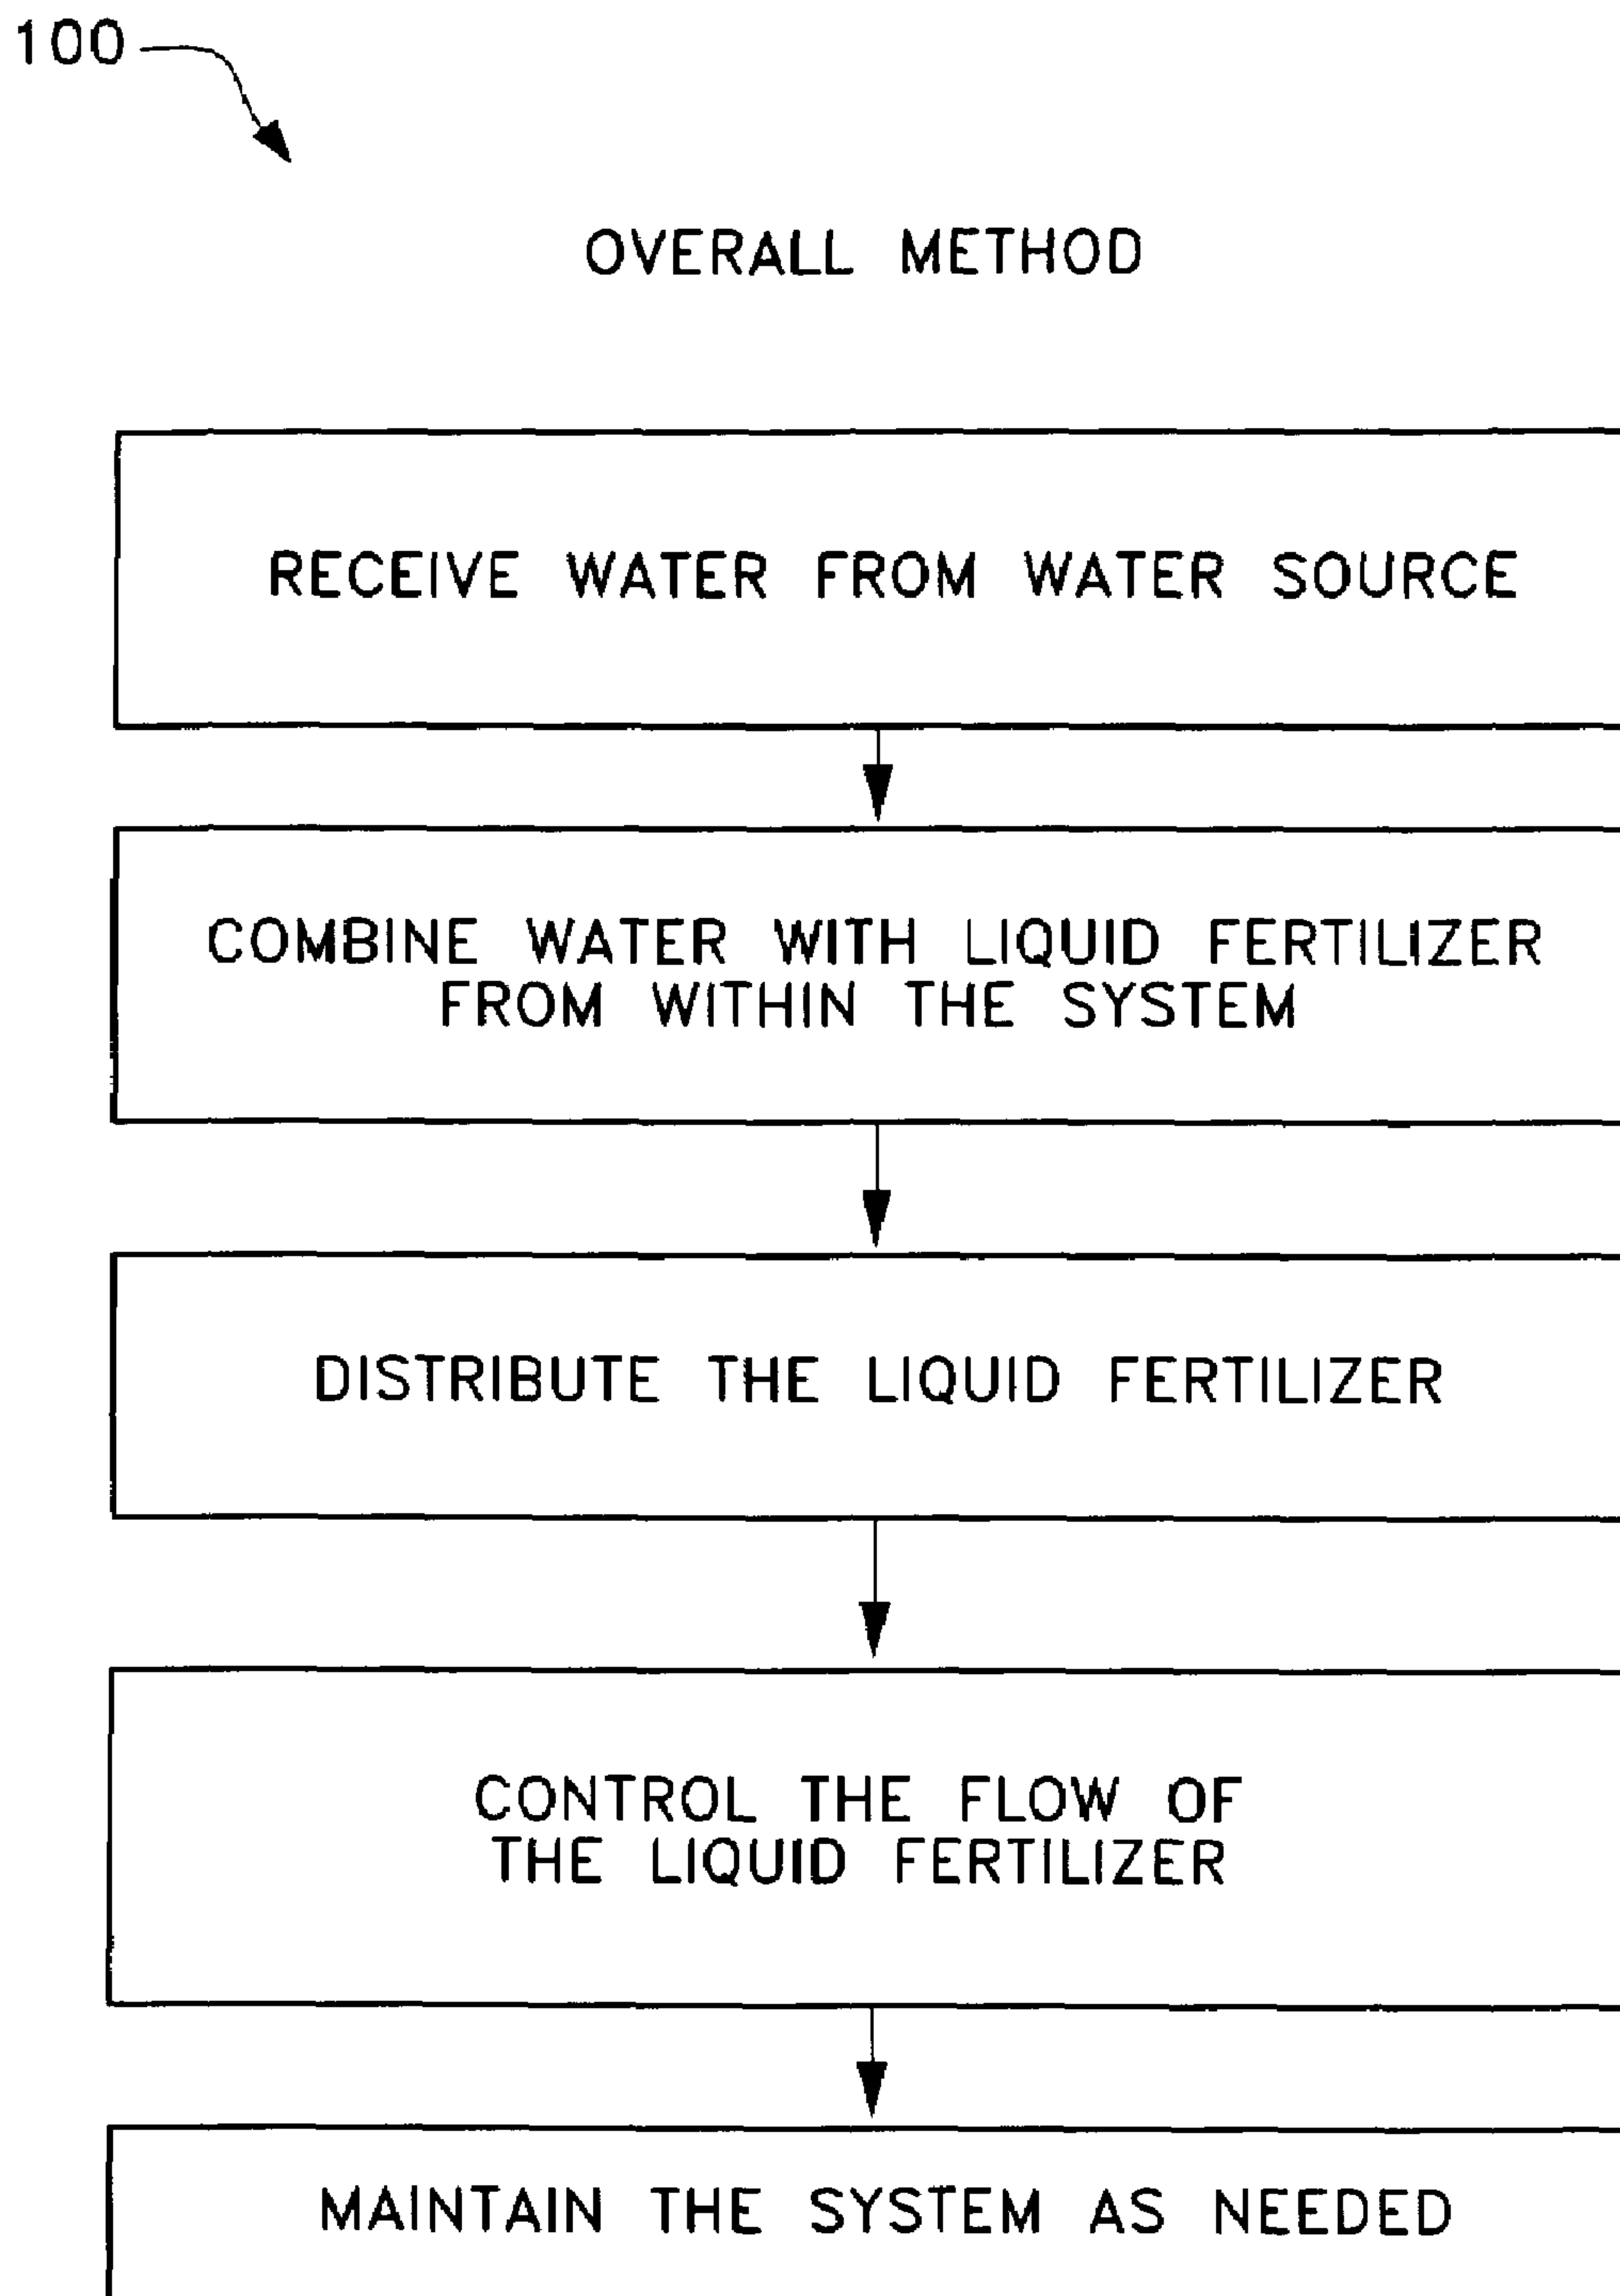 100
OVERALL METHOD
RECEIVE WATER FROM WATER SOURCE
COMBINE WATER WITH LIQUID FERTILIZER
FROM WITHIN THE SYSTEM
DISTRIBUTE THE LIQUID FERTILIZER
CONTROL THE FLOW OF
THE LIQUID FERTILIZER
MAINTAIN THE SYSTEM AS NEEDED